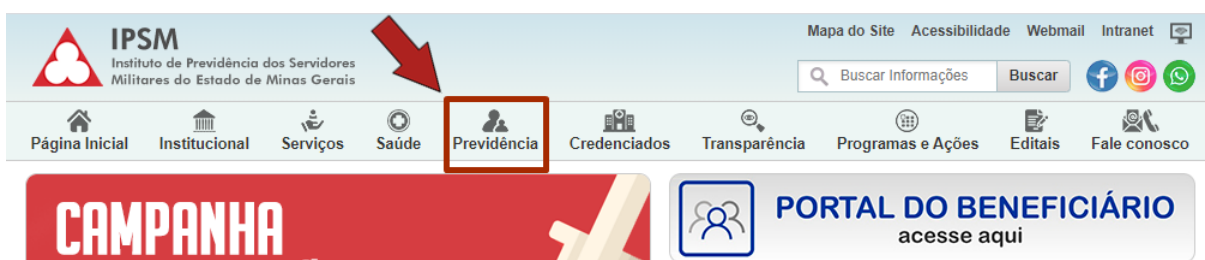 IPSM
Instituto de Previdência dos Servidores
Militares do Estado de Minas Gerais
Mapa do Site Acessibilidade Webmail Intranet
Buscar Informações Buscar
Página Inicial Institucional Serviços Saúde Previdência Credenciados Transparência Programas e Ações Editais Fale conosco
CAMPANHA
PORTAL DO BENEFICIÁRIO
acesse aqui